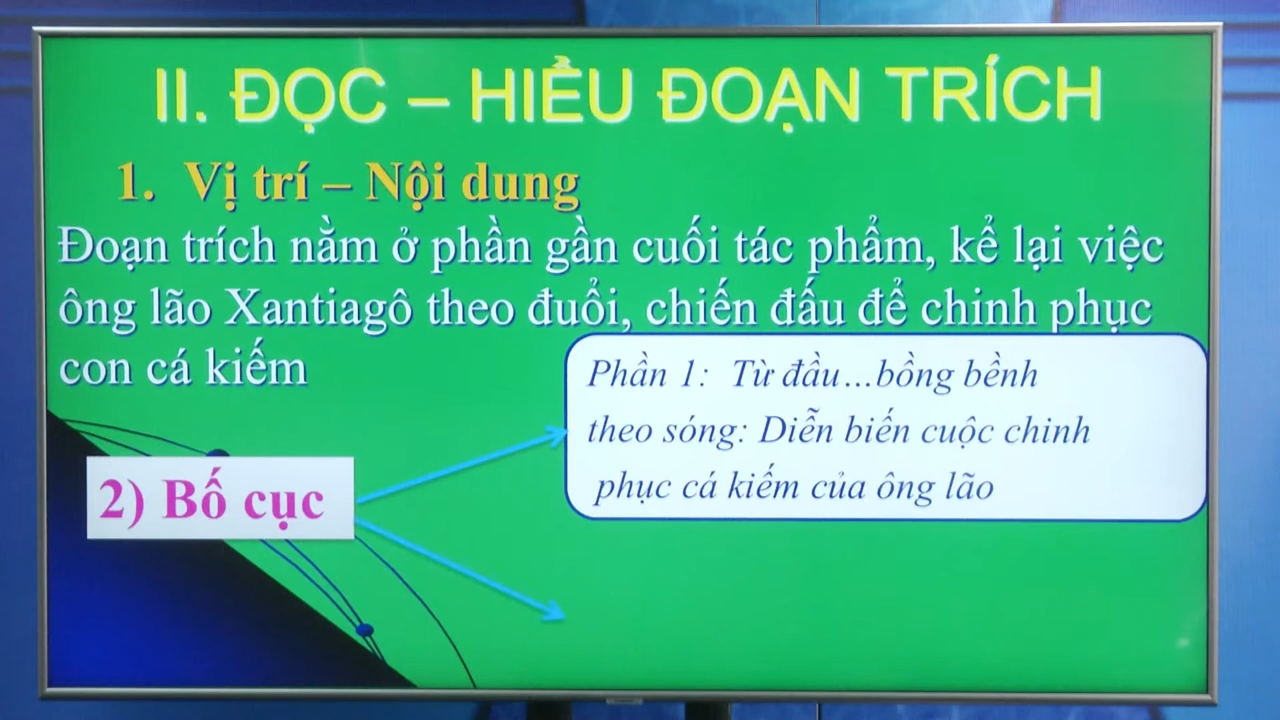 II. ĐỌC – HIỂU ĐOẠN TRÍCH
1. Vị trí – Nội dung
Đoạn trích nằm ở phần gần cuối tác phẩm, kể lại việc
ông lão Xantiagô theo đuổi, chiến đấu để chinh phục
con cá kiếm
Phần 1: Từ đầu…bồng bềnh
theo sóng: Diễn biến cuộc chinh
phục cá kiếm của ông lão
2) Bố cục